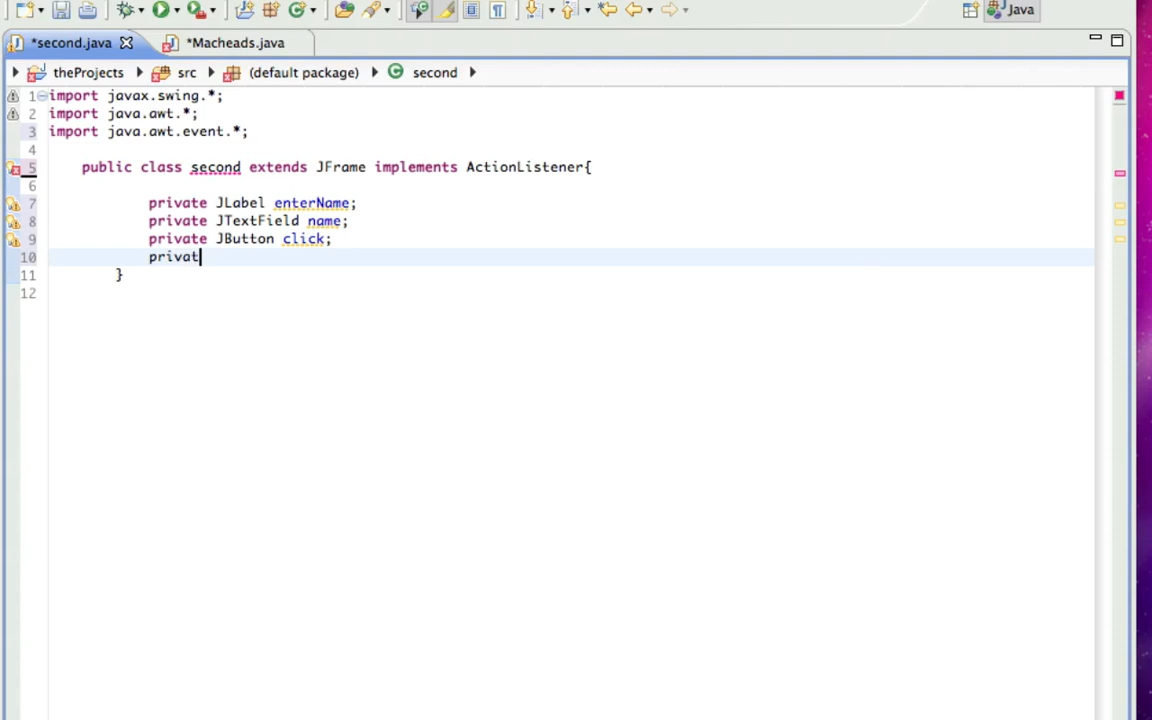 Java
*second.java
*Macheads.java
theProjects src (default package) second
1 import javax.swing.*;
2 import java.awt.*;
3 import java.awt.event.*;
4
5 public class second extends JFrame implements ActionListener{
6
7 private JLabel enterName;
8 private JTextField name;
9 private JButton click;
10 privat
11 }
12